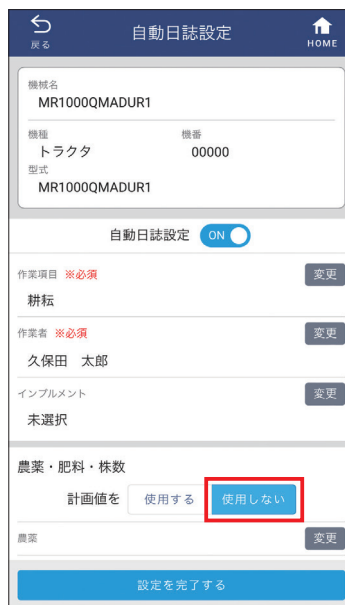 戻る
自動日誌設定
HOME
機械名
MR1000QMADUR1
機種 機番
トラクタ 00000
型式
MR1000QMADUR1
自動日誌設定 ON
作業項目 ※必須 変更
耕耘
作業者 ※必須 変更
久保田　太郎
インプルメント 変更
未選択
農薬・肥料・株数
計画値を 使用する 使用しない
農薬 変更
設定を完了する